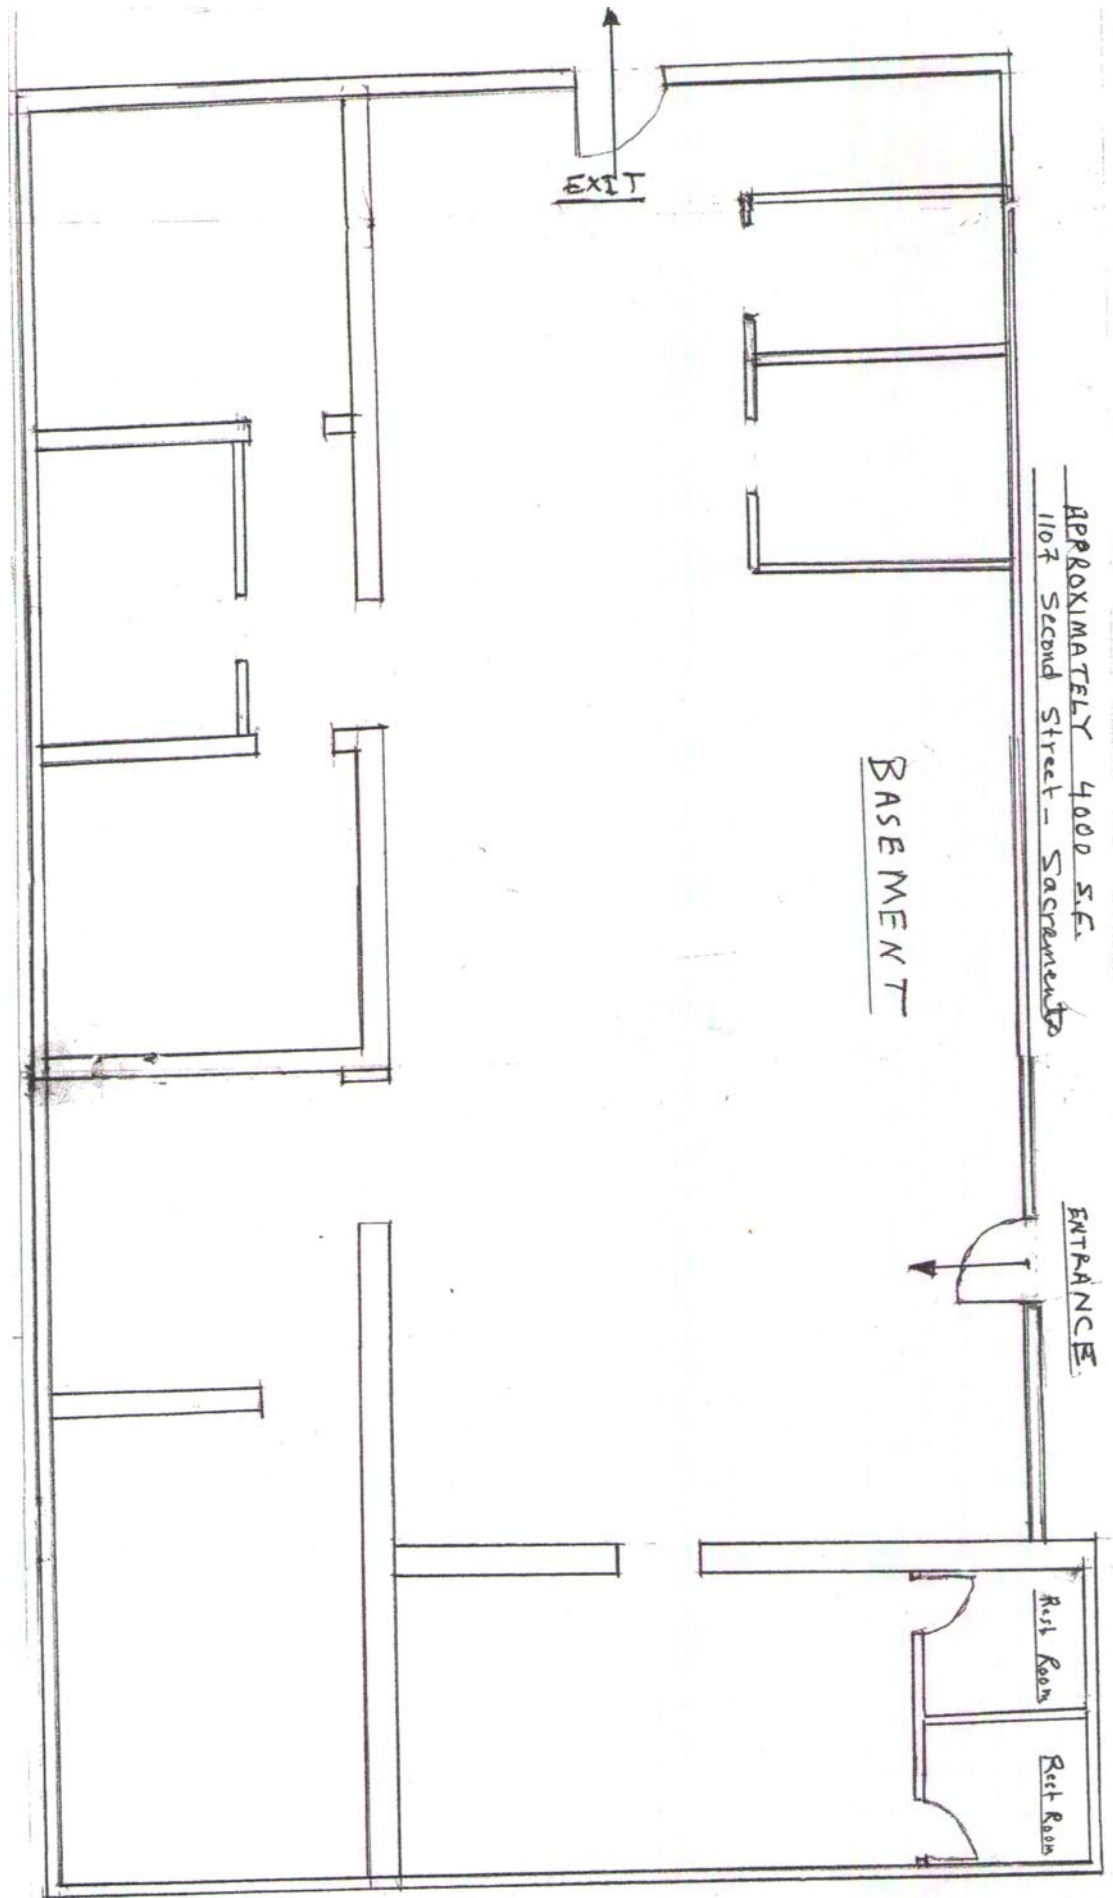 APPROXIMATELY 4000 S.F.
1107 Second Street - Sacramento
ENTRANCE
BASEMENT
EXIT
Rest Room
Rest Room